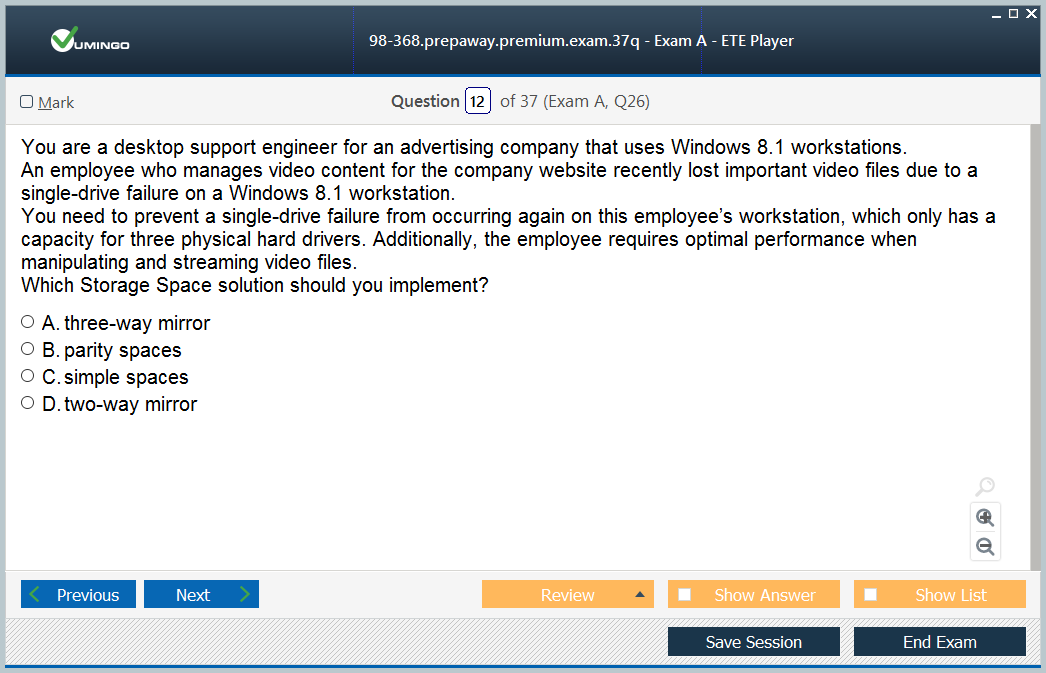 VUMINGO
98-368.prepaway.premium.exam.37q - Exam A - ETE Player
Mark
Question 12 of 37 (Exam A, Q26)
You are a desktop support engineer for an advertising company that uses Windows 8.1 workstations.
An employee who manages video content for the company website recently lost important video files due to a
single-drive failure on a Windows 8.1 workstation.
You need to prevent a single-drive failure from occurring again on this employee’s workstation, which only has a
capacity for three physical hard drivers. Additionally, the employee requires optimal performance when
manipulating and streaming video files.
Which Storage Space solution should you implement?
A. three-way mirror
B. parity spaces
C. simple spaces
D. two-way mirror
Previous
Next
Review
Show Answer
Show List
Save Session
End Exam